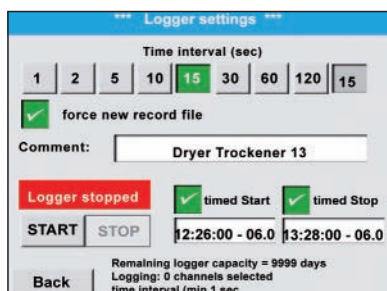 *** Logger settings ***
Time interval (sec)
1 2 5 10 15 30 60 120 15
force new record file
Comment: Dryer Trockener 13
Logger stopped timed Start timed Stop
START STOP 12:26:00 - 06.0 13:28:00 - 06.0
Remaining logger capacity = 9999 days
Back Logging: 0 channels selected
time interval (min 1 sec